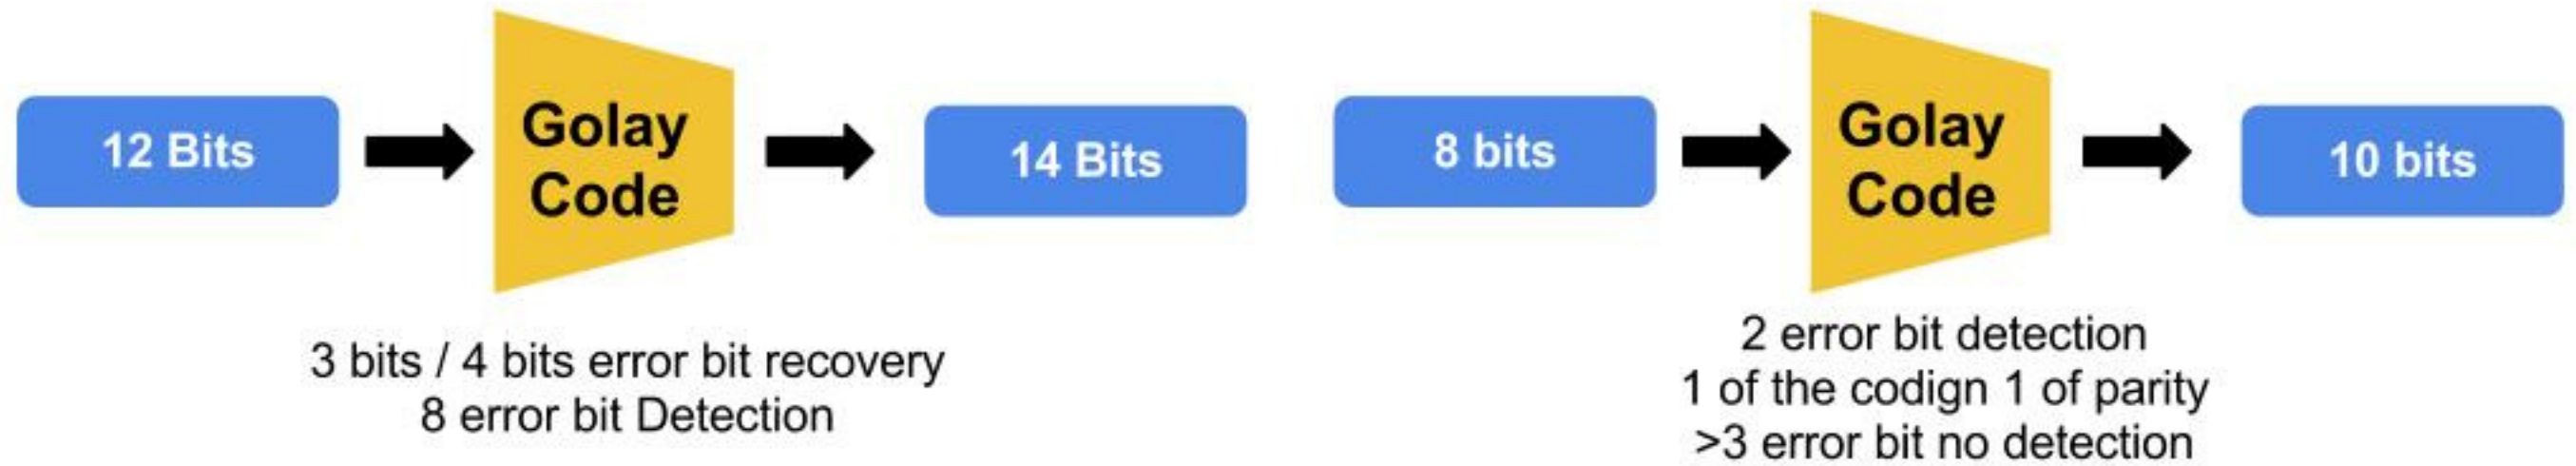 12 Bits
Golay
Code
14 Bits
3 bits / 4 bits error bit recovery
8 error bit Detection
8 bits
Golay
Code
10 bits
2 error bit detection
1 of the codign 1 of parity
>3 error bit no detection